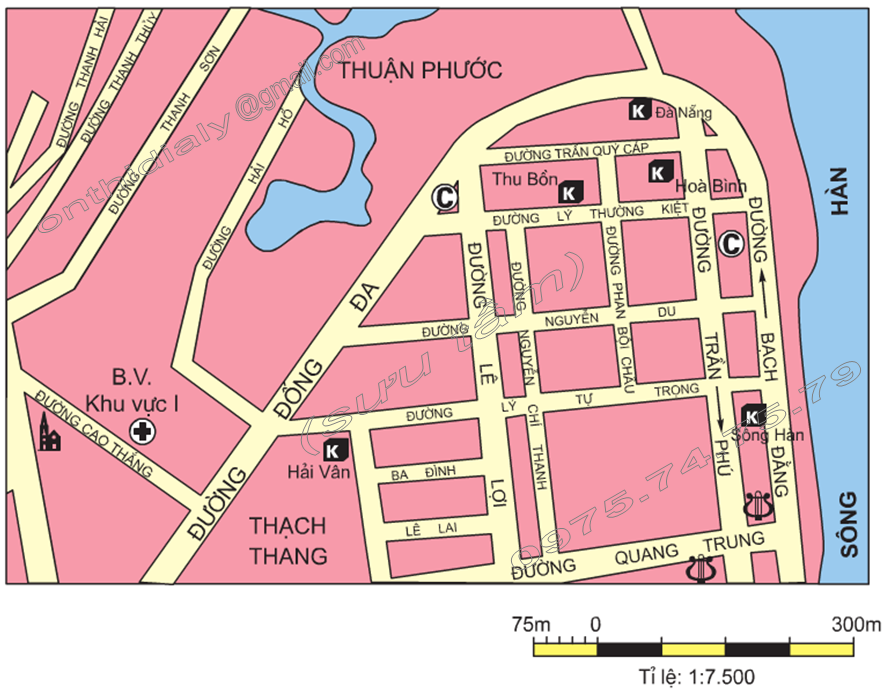 ĐƯỜNG THANH HẢI
ĐƯỜNG THANH THỦY
ĐƯỜNG THANH SƠN
ĐƯỜNG HẢI HỒ
THUẬN PHƯỚC
onthidialy@gmail.com
K
Đà Nẵng
ĐƯỜNG TRẦN QUÝ CÁP
Thu Bồn
K
K
Hoà Bình
C
ĐƯỜNG LÝ THƯỜNG KIỆT
C
HÀN
SÔNG
ĐƯỜNG BẠCH ĐẰNG
ĐƯỜNG TRẦN PHÚ
ĐƯỜNG PHAN BỘI CHÂU
ĐƯỜNG NGUYỄN CHÍ THANH
ĐƯỜNG LÊ LỢI
ĐƯỜNG ĐỐNG ĐA
ĐƯỜNG NGUYỄN DU
(sưu tầm)
ĐƯỜNG LÝ TỰ TRỌNG
B.V.
Khu vực I
ĐƯỜNG CAO THẮNG
K
Hải Vân
K
Sông Hàn
0975.74.75.79
BA ĐÌNH
LÊ LAI
THẠCH
THANG
ĐƯỜNG QUANG TRUNG
75m 0 300m
Tỉ lệ: 1:7.500